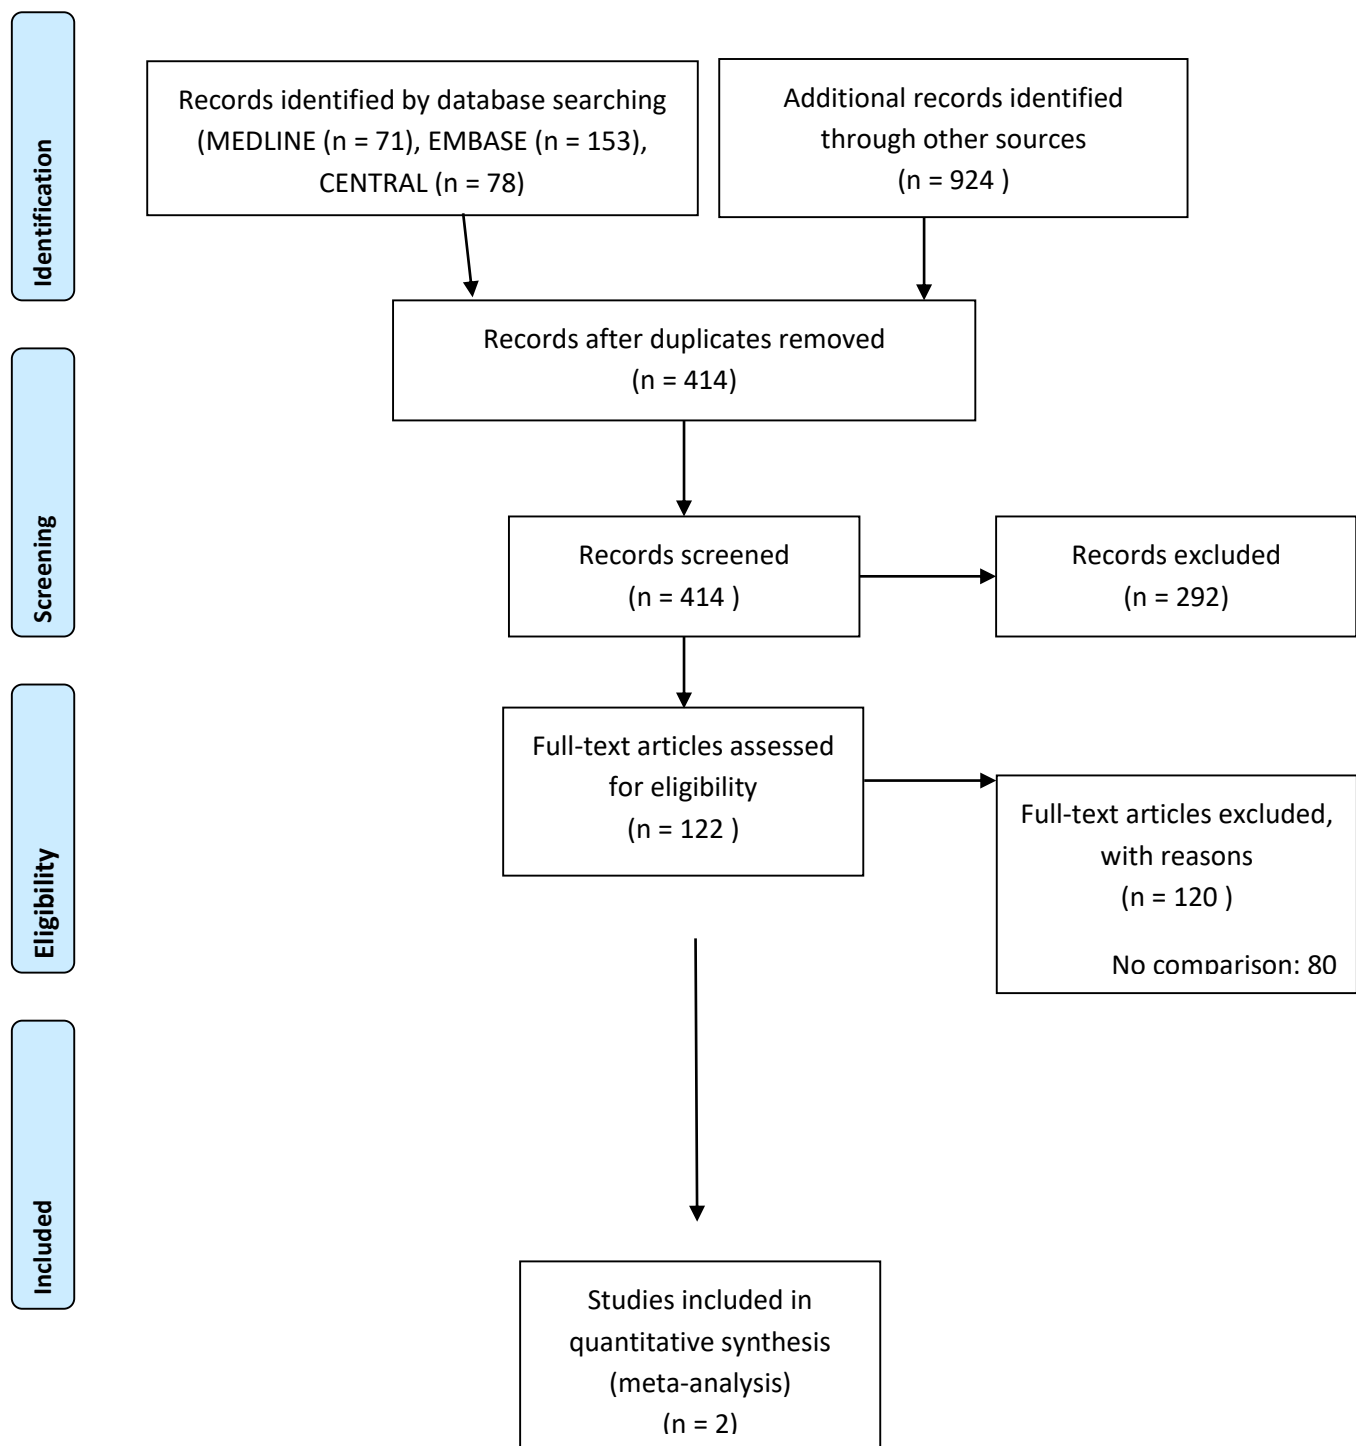 Identification
Records identified by database searching
(MEDLINE (n = 71), EMBASE (n = 153),
CENTRAL (n = 78)
Additional records identified
through other sources
(n = 924 )
Records after duplicates removed
(n = 414)
Screening
Records screened
(n = 414 )
Records excluded
(n = 292)
Eligibility
Full-text articles assessed
for eligibility
(n = 122 )
Full-text articles excluded,
with reasons
(n = 120 )
No comparison: 80
Included
Studies included in
quantitative synthesis
(meta-analysis)
(n = 2)